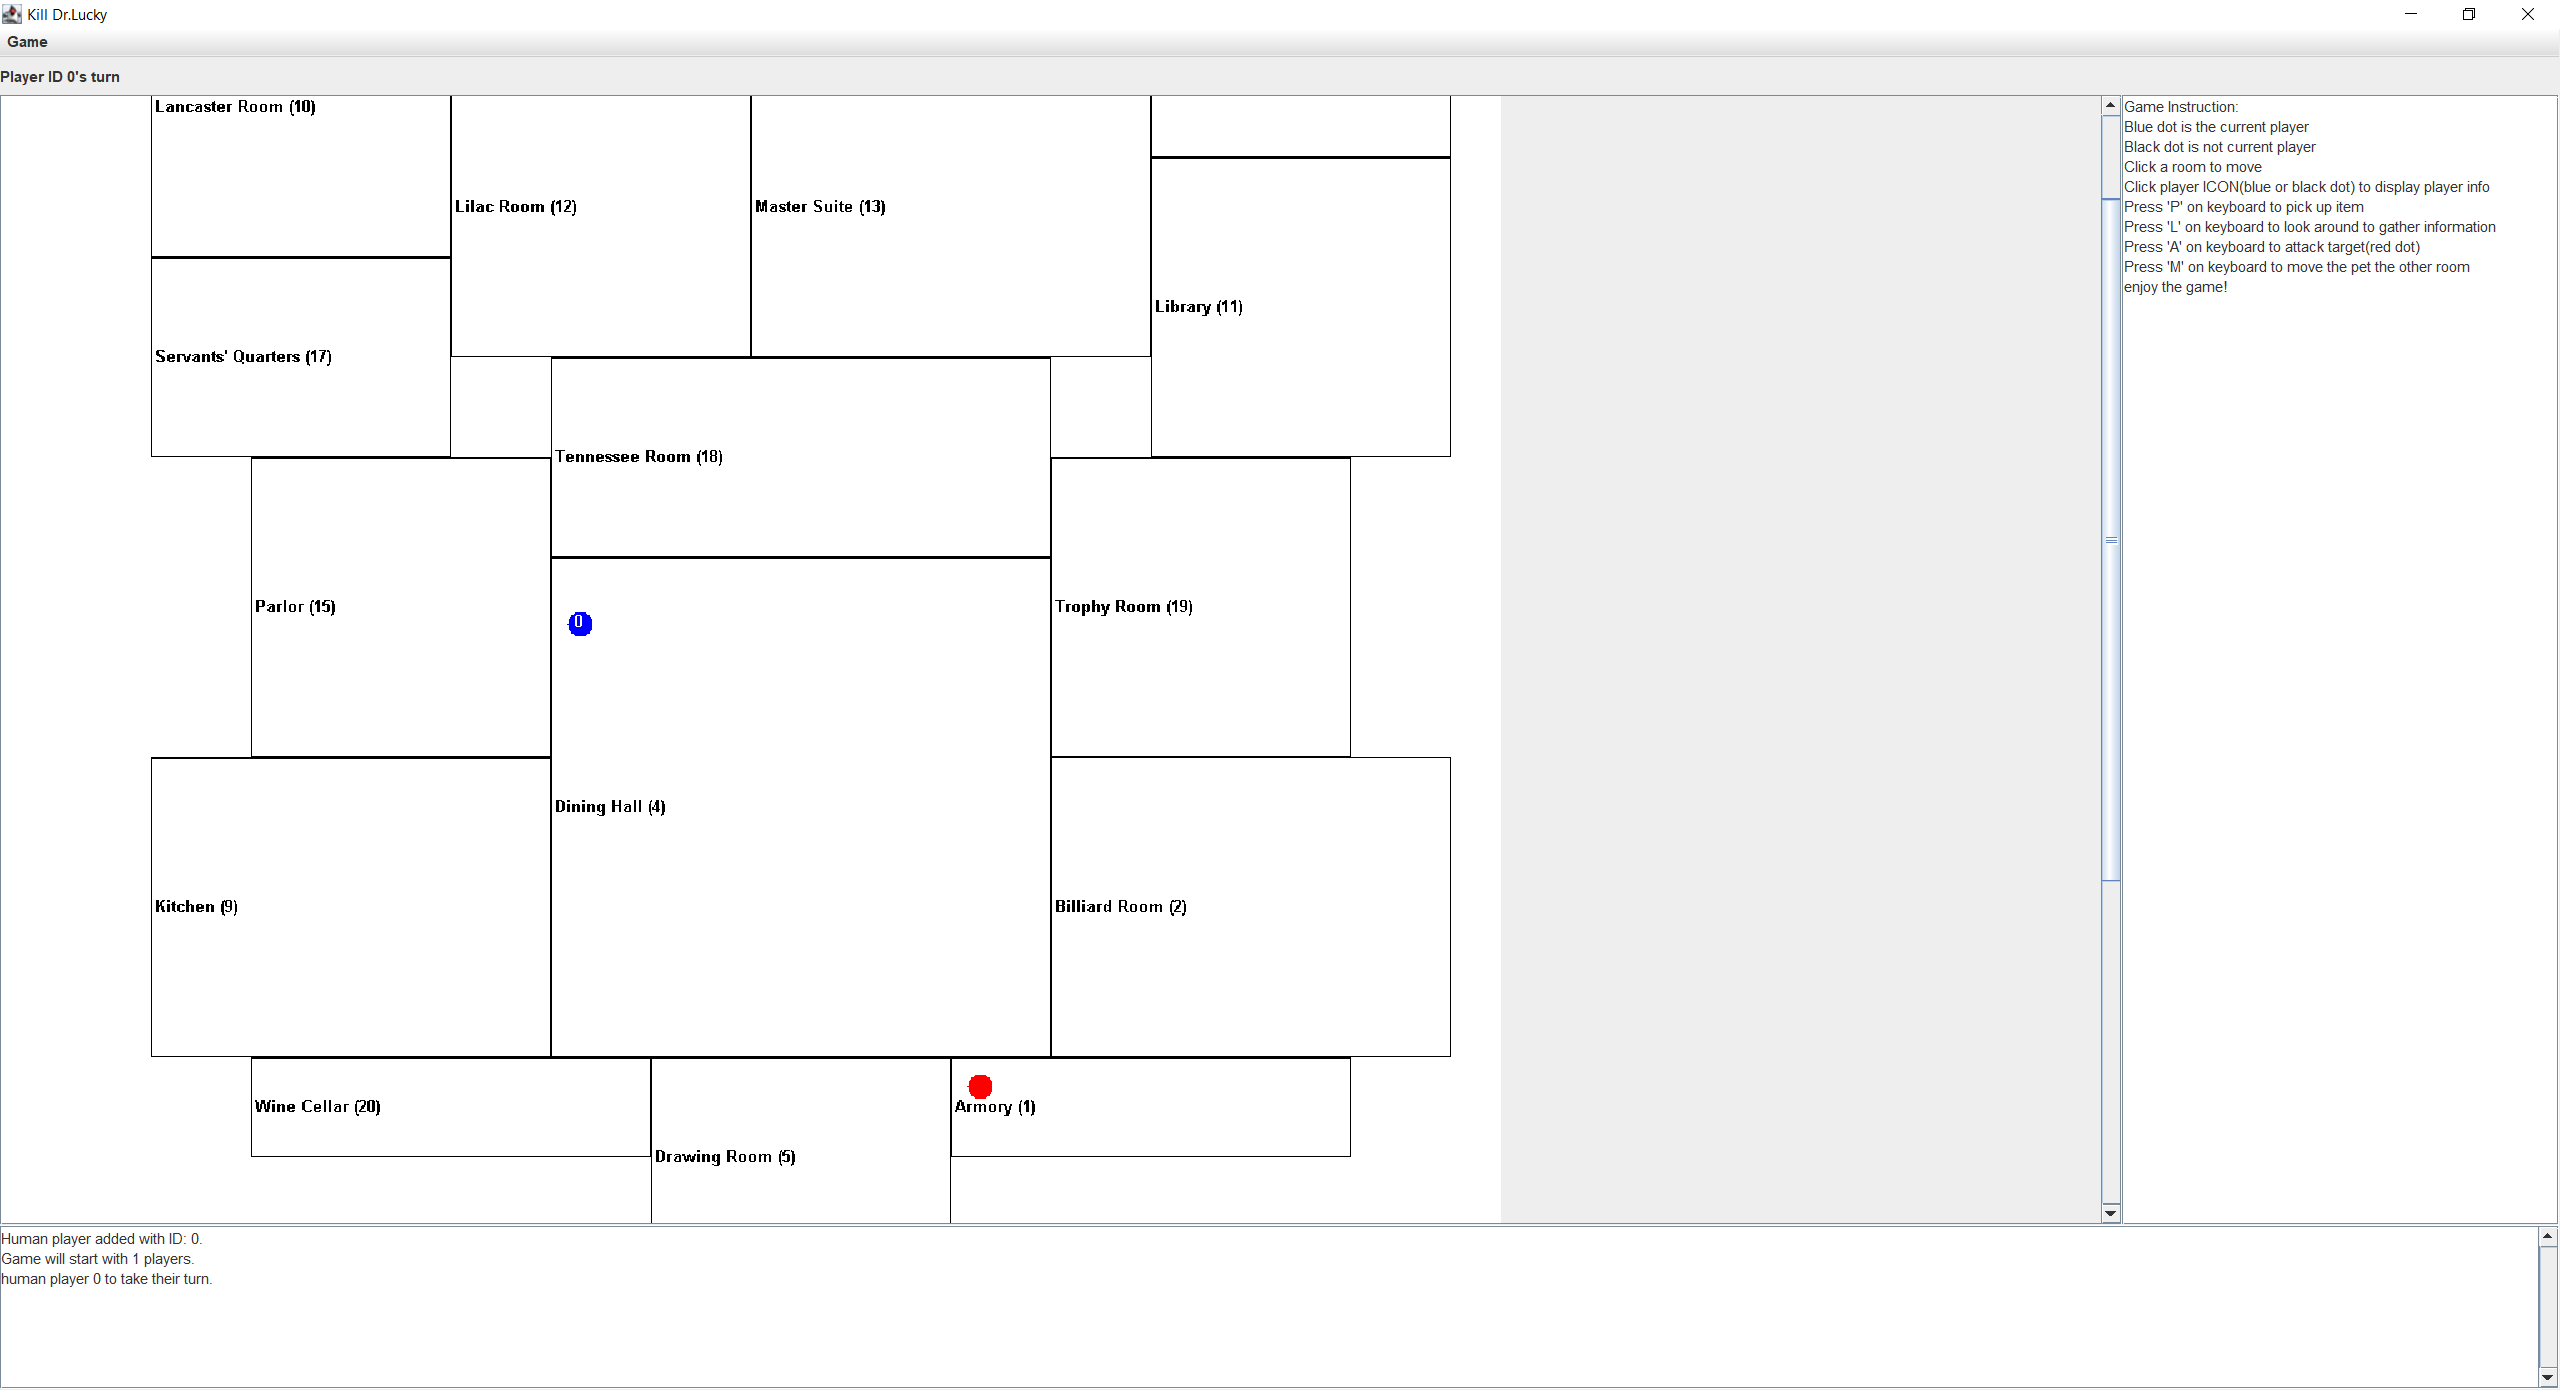 Kill Dr.Lucky
Game
Player ID 0's turn
Lancaster Room (10)
Lilac Room (12)
Master Suite (13)
Library (11)
Servants' Quarters (17)
Tennessee Room (18)
Parlor (15)
0
Trophy Room (19)
Dining Hall (4)
Kitchen (9)
Billiard Room (2)
Wine Cellar (20)
Armory (1)
Drawing Room (5)
Game Instruction:
Blue dot is the current player
Black dot is not current player
Click a room to move
Click player ICON(blue or black dot) to display player info
Press 'P' on keyboard to pick up item
Press 'L' on keyboard to look around to gather information
Press 'A' on keyboard to attack target(red dot)
Press 'M' on keyboard to move the pet the other room
enjoy the game!
Human player added with ID: 0.
Game will start with 1 players.
human player 0 to take their turn.